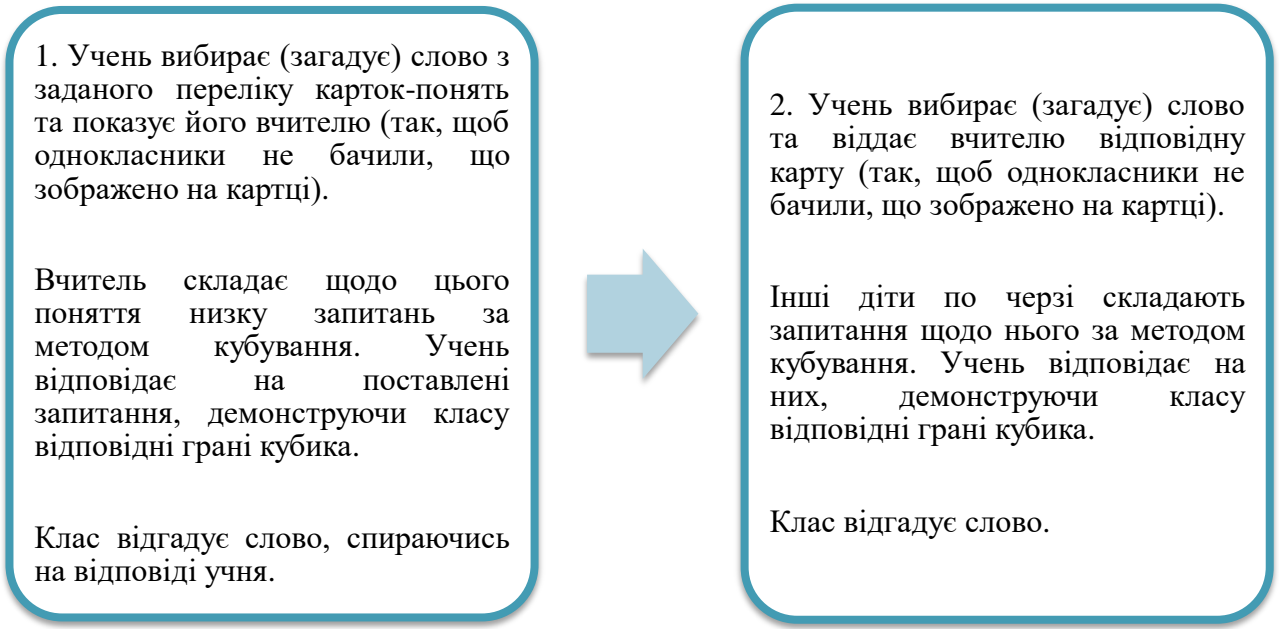 1. Учень вибирає (загадує) слово з
заданого переліку карток-понять
та показує його вчителю (так, щоб
однокласники не бачили, що
зображено на картці).
Вчитель складає щодо цього
поняття низку запитань за
методом кубування. Учень
відповідає на поставлені
запитання, демонструючи класу
відповідні грані кубика.
Клас відгадує слово, спираючись
на відповіді учня.
2. Учень вибирає (загадує) слово
та віддає вчителю відповідну
карту (так, щоб однокласники не
бачили, що зображено на картці).
Інші діти по черзі складають
запитання щодо нього за методом
кубування. Учень відповідає на
них, демонструючи класу
відповідні грані кубика.
Клас відгадує слово.